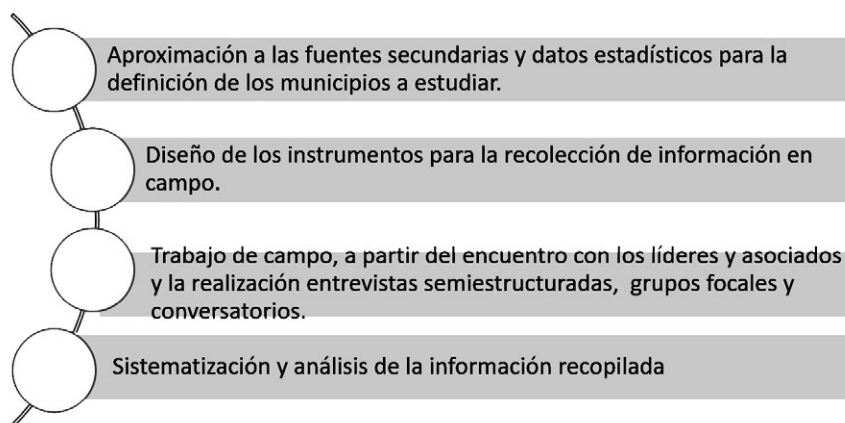 Aproximación a las fuentes secundarias y datos estadísticos para la
definición de los municipios a estudiar.
Diseño de los instrumentos para la recolección de información en
campo.
Trabajo de campo, a partir del encuentro con los líderes y asociados
y la realización entrevistas semiestructuradas, grupos focales y
conversatorios.
Sistematización y análisis de la información recopilada